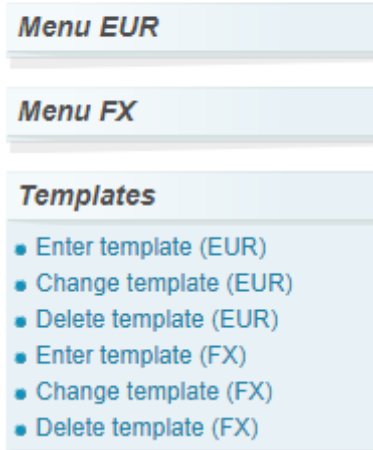 Menu EUR
Menu FX
Templates
Enter template (EUR)
Change template (EUR)
Delete template (EUR)
Enter template (FX)
Change template (FX)
Delete template (FX)